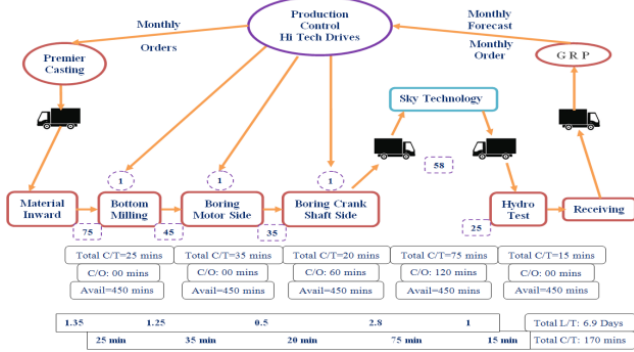 Monthly
Orders
Production
Control
Hi Tech Drives
Monthly
Forecast
Monthly
Order
Premier
Casting
G R P
Sky Technology
58
1
1
1
Material
Inward
Bottom
Milling
Boring
Motor Side
Boring Crank
Shaft Side
Hydro
Test
Receiving
75
45
35
25
Total C/T=25 mins
Total C/T=35 mins
Total C/T=20 mins
Total C/T=75 mins
Total C/T=15 mins
C/O: 00 mins
C/O: 00 mins
C/O: 60 mins
C/O: 120 mins
C/O: 00 mins
Avail=450 mins
Avail=450 mins
Avail=450 mins
Avail=450 mins
Avail=450 mins
1.35 1.25 0.5 2.8 1
Total L/T: 6.9 Days
25 min 35 min 20 min 75 min 15 min
Total C/T: 170 mins